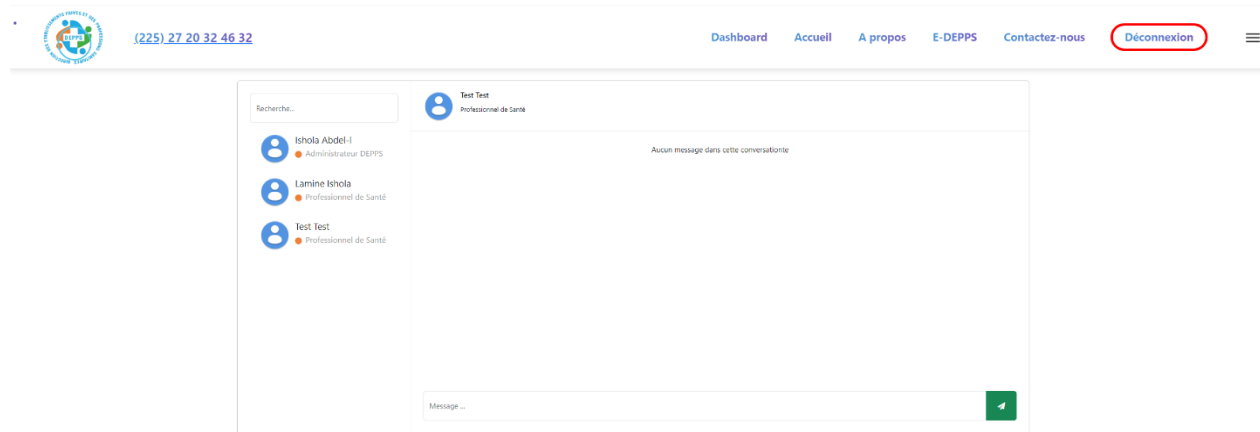 DEPPS
(225) 27 20 32 46 32
Dashboard Accueil A propos E-DEPPS Contactez-nous Déconnexion
Recherche...
Ishola Abdel-I
Administrateur DEPPS
Lamine Ishola
Professionnel de Santé
Test Test
Professionnel de Santé
Test Test
Professionnel de Santé
Aucun message dans cette conversationte
Message ...